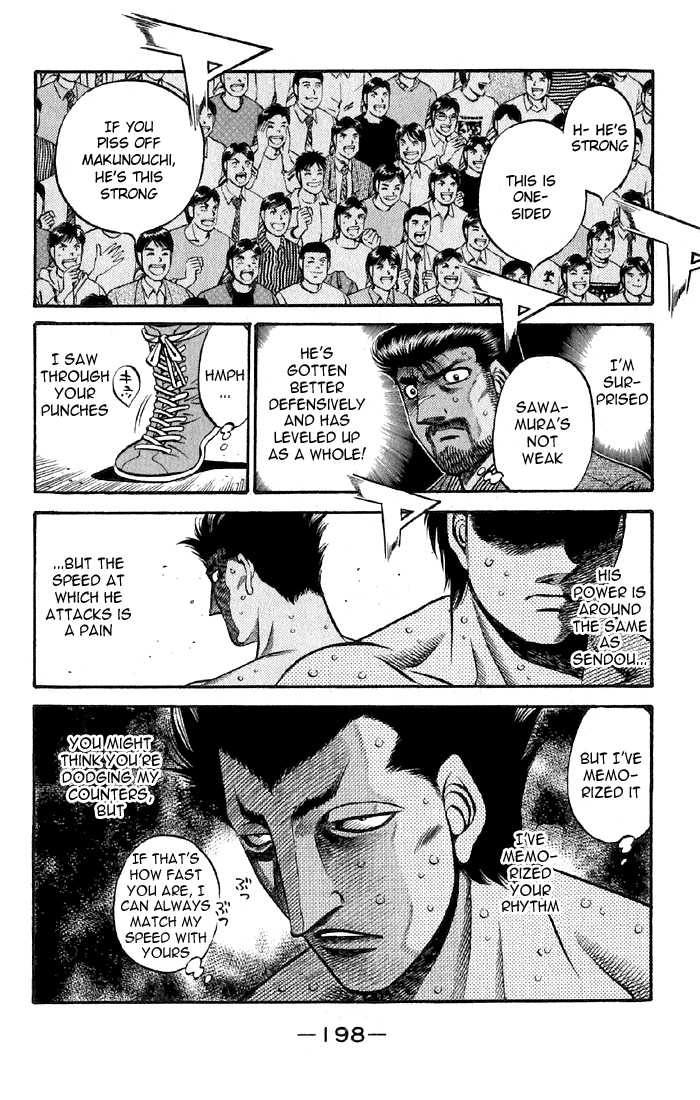 H- HE'S
STRONG
THIS IS
ONE-
SIDED
IF YOU
PISS OFF
MAKUNOUCHI,
HE'S THIS
STRONG
I'M
SUR-
PRISED
SAWA-
MURA'S
NOT
WEAK
HE'S
GOTTEN
BETTER
DEFENSIVELY
AND HAS
LEVELED UP
AS A WHOLE!
HMPH
...
I SAW
THROUGH
YOUR
PUNCHES
HIS
POWER IS
AROUND
THE SAME
AS
SENDOU...
...BUT THE
SPEED AT
WHICH HE
ATTACKS IS
A PAIN
BUT I'VE
MEMO-
RIZED IT
I'VE
MEMO-
RIZED
YOUR
RHYTHM
YOU MIGHT
THINK YOU'RE
DODGING MY
COUNTERS,
BUT
IF THAT'S
HOW FAST
YOU ARE, I
CAN ALWAYS
MATCH MY
SPEED WITH
YOURS
ぶっ
ぶっ
—198—